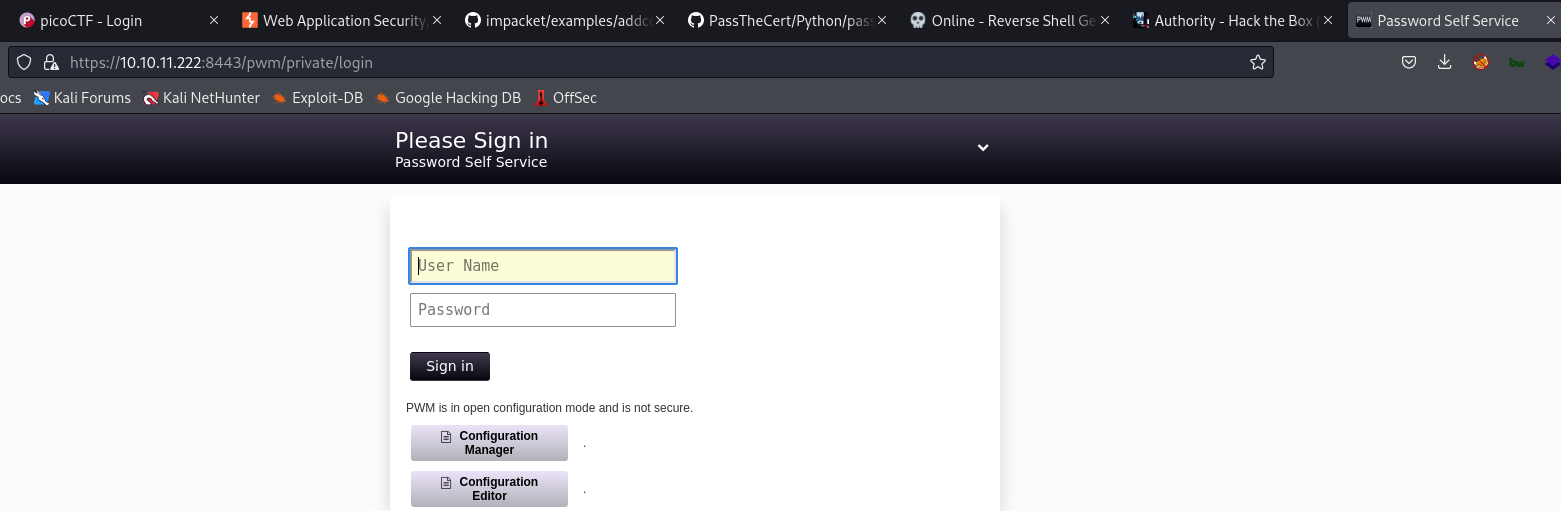 picoCTF - Login
Web Application Security,
impacket/examples/addc
PassTheCert/Python/pass
Online - Reverse Shell Ge
Authority - Hack the Box (
PWM
Password Self Service
https://10.10.11.222:8443/pwm/private/login
bw
ocs
Kali Forums
Kali NetHunter
Exploit-DB
Google Hacking DB
OffSec
Please Sign in
Password Self Service
User Name
Password
Sign in
PWM is in open configuration mode and is not secure.
Configuration
Manager
.
Configuration
Editor
.